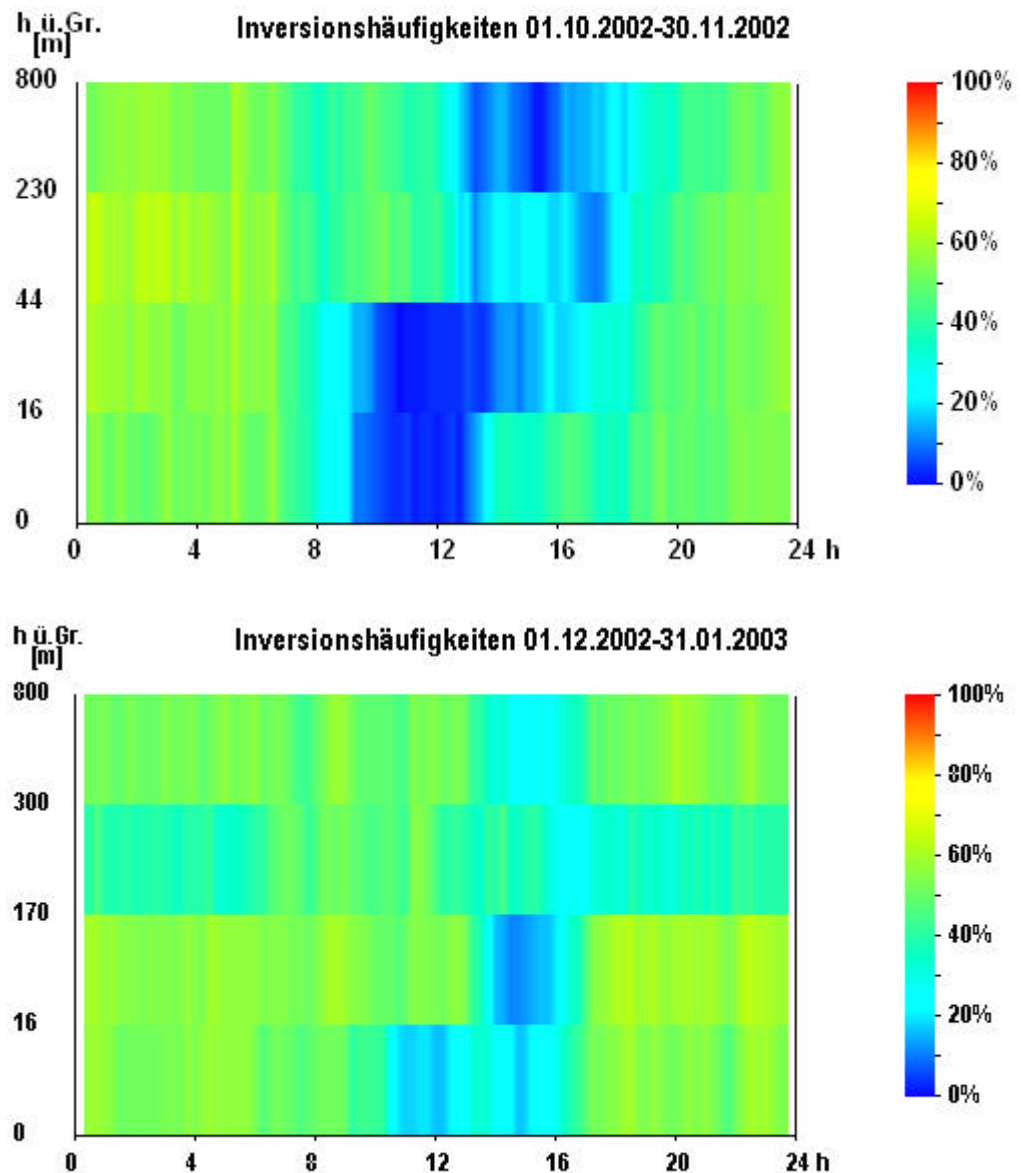 h ü.Gr.
[m]
Inversionshäufigkeiten 01.10.2002-30.11.2002
800
230
44
16
0
0 4 8 12 16 20 24 h
100%
80%
60%
40%
20%
0%
h ü.Gr.
[m]
Inversionshäufigkeiten 01.12.2002-31.01.2003
800
300
170
16
0
0 4 8 12 16 20 24 h
100%
80%
60%
40%
20%
0%